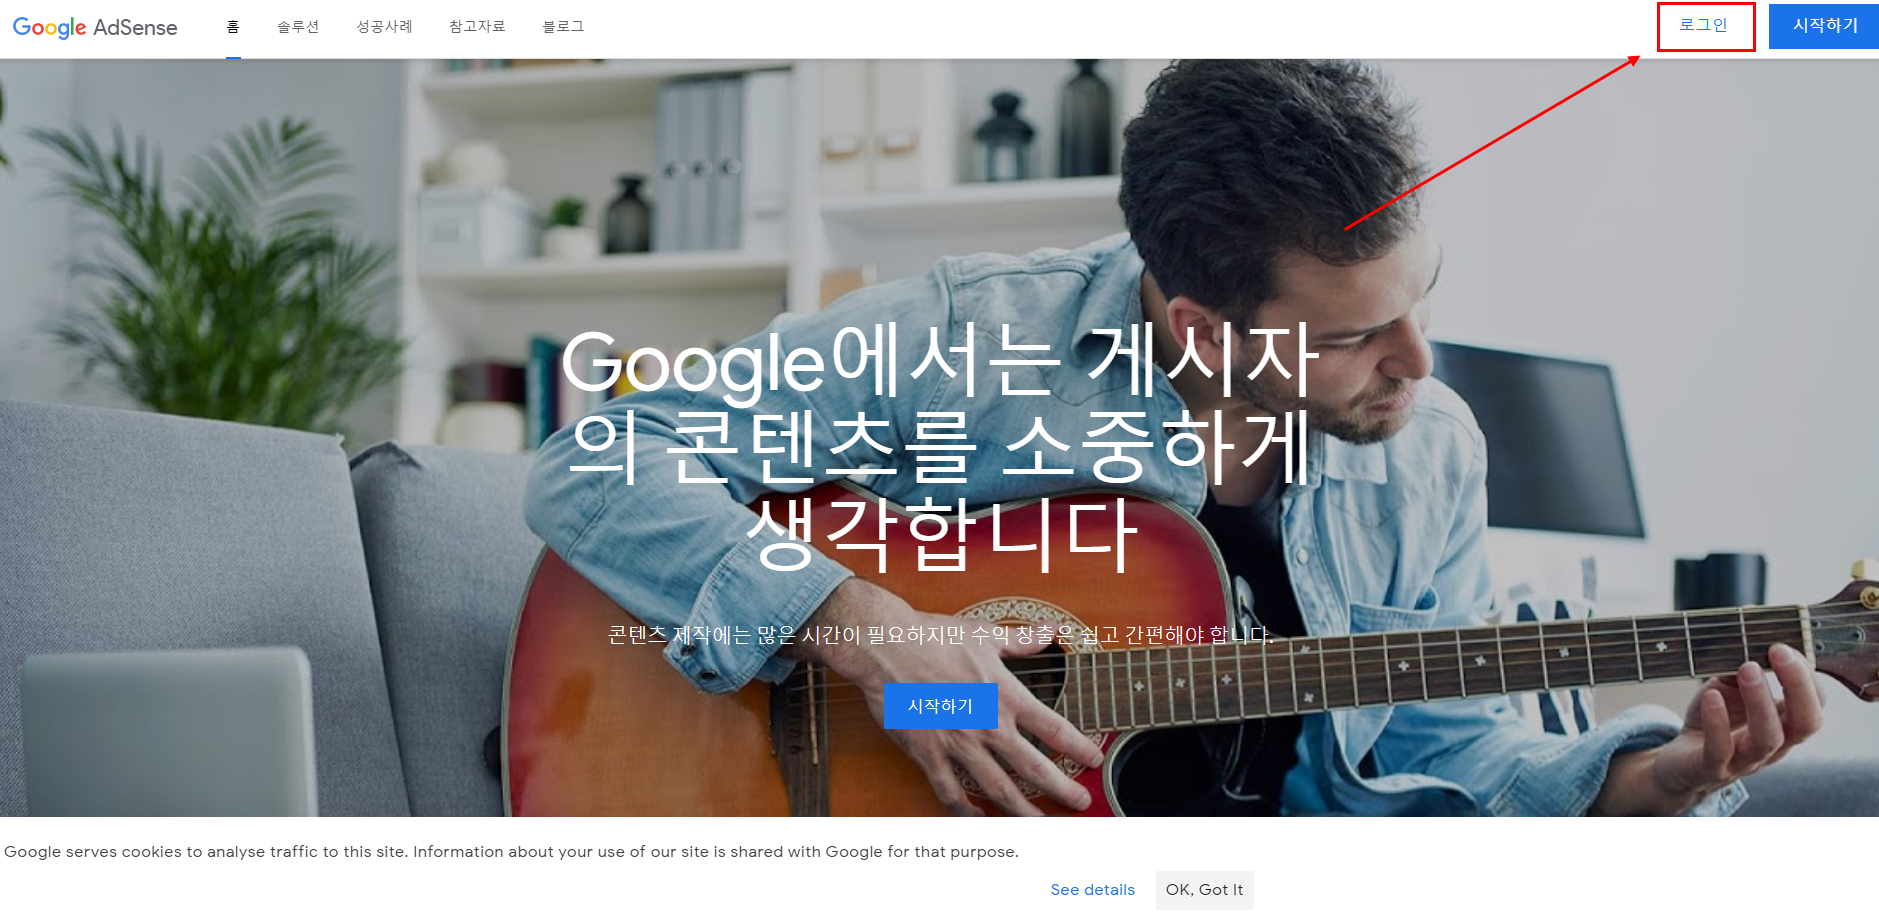 Google AdSense 홈 솔루션 성공사례 참고자료 블로그 로그인 시작하기
Google에서는 게시자
의 콘텐츠를 소중하게
생각합니다
콘텐츠 제작에는 많은 시간이 필요하지만 수익 창출은 쉽고 간편해야 합니다.
시작하기
Google serves cookies to analyse traffic to this site. Information about your use of our site is shared with Google for that purpose.
See details OK, Got It